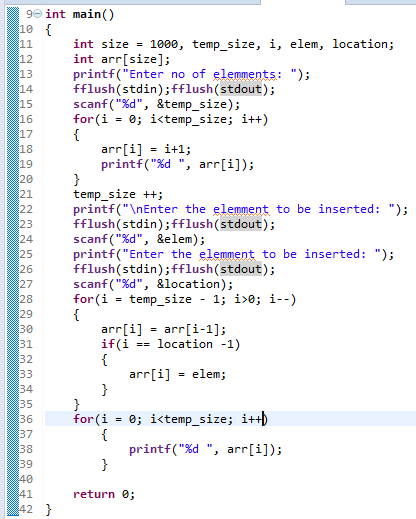 9 int main()
10 {
11     int size = 1000, temp_size, i, elem, location;
12     int arr[size];
13     printf("Enter no of elemments: ");
14     fflush(stdin);fflush(stdout);
15     scanf("%d", &temp_size);
16     for(i = 0; i<temp_size; i++)
17     {
18         arr[i] = i+1;
19         printf("%d ", arr[i]);
20     }
21     temp_size ++;
22     printf("\nEnter the elemment to be inserted: ");
23     fflush(stdin);fflush(stdout);
24     scanf("%d", &elem);
25     printf("Enter the elemment to be inserted: ");
26     fflush(stdin);fflush(stdout);
27     scanf("%d", &location);
28     for(i = temp_size - 1; i>0; i--)
29     {
30         arr[i] = arr[i-1];
31         if(i == location -1)
32         {
33             arr[i] = elem;
34         }
35     }
36     for(i = 0; i<temp_size; i++)
37         {
38             printf("%d ", arr[i]);
39         }
40
41     return 0;
42 }